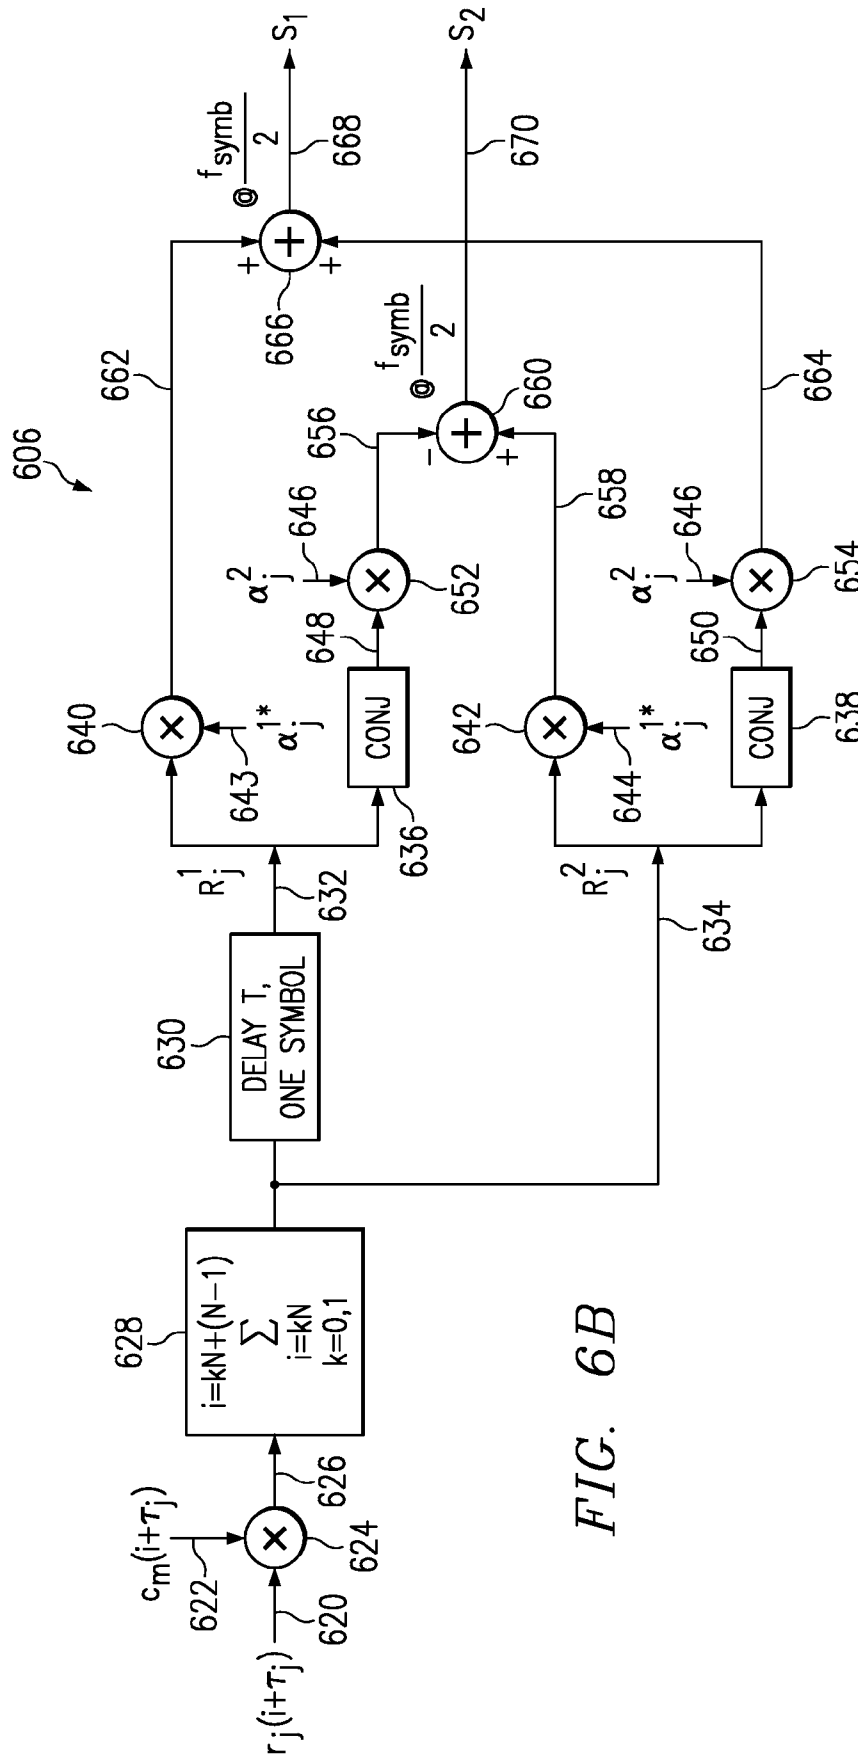 606
r_j(i+τ_j)
620
c_m(i+τ_j)
622
×
624
626
628
i=kN+(N−1)
∑
i=kN
k=0,1
630
DELAY T,
ONE SYMBOL
632
R_j^1
634
R_j^2
640
×
643
α_j^1*
636
CONJ
648
α_j^2
646
×
652
656
642
×
644
α_j^1*
658
638
CONJ
650
α_j^2
646
×
654
664
662
−
+
+
660
@ f_symb/2
670
S_2
+
+
+
666
@ f_symb/2
668
S_1
FIG. 6B